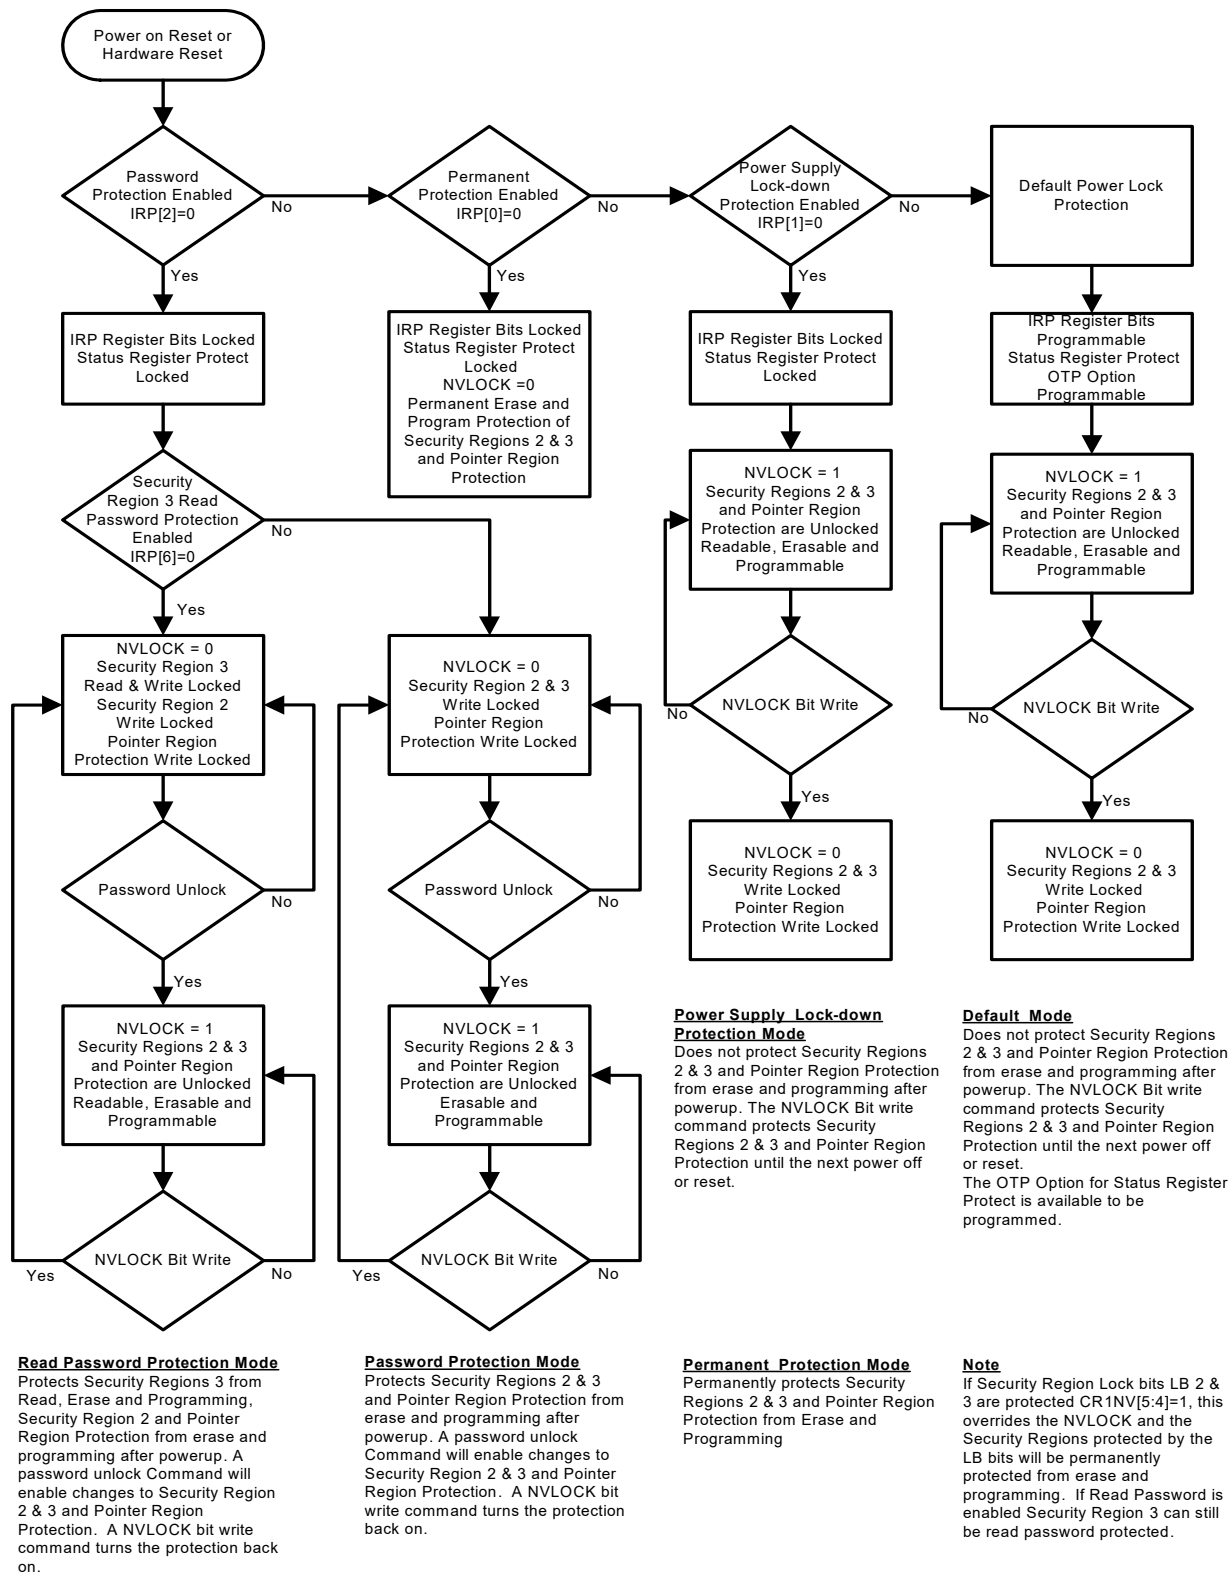 Power on Reset or
Hardware Reset
Password
Protection Enabled
IRP[2]=0
No
Yes
Permanent
Protection Enabled
IRP[0]=0
No
Yes
Power Supply
Lock-down
Protection Enabled
IRP[1]=0
No
Yes
Default Power Lock
Protection
IRP Register Bits Locked
Status Register Protect
Locked
IRP Register Bits Locked
Status Register Protect
Locked
NVLOCK =0
Permanent Erase and
Program Protection of
Security Regions 2 & 3
and Pointer Region
Protection
IRP Register Bits Locked
Status Register Protect
Locked
IRP Register Bits
Programmable
Status Register Protect
OTP Option
Programmable
Security
Region 3 Read
Password Protection
Enabled
IRP[6]=0
No
Yes
NVLOCK = 1
Security Regions 2 & 3
and Pointer Region
Protection are Unlocked
Readable, Erasable and
Programmable
NVLOCK = 1
Security Regions 2 & 3
and Pointer Region
Protection are Unlocked
Readable, Erasable and
Programmable
NVLOCK = 0
Security Region 3
Read & Write Locked
Security Region 2
Write Locked
Pointer Region
Protection Write Locked
NVLOCK = 0
Security Region 2 & 3
Write Locked
Pointer Region
Protection Write Locked
NVLOCK Bit Write
No
Yes
NVLOCK Bit Write
No
Yes
Password Unlock
No
Yes
Password Unlock
No
Yes
NVLOCK = 0
Security Regions 2 & 3
Write Locked
Pointer Region
Protection Write Locked
NVLOCK = 0
Security Regions 2 & 3
Write Locked
Pointer Region
Protection Write Locked
NVLOCK = 1
Security Regions 2 & 3
and Pointer Region
Protection are Unlocked
Readable, Erasable and
Programmable
NVLOCK = 1
Security Regions 2 & 3
and Pointer Region
Protection are Unlocked
Erasable and
Programmable
NVLOCK Bit Write
Yes
No
NVLOCK Bit Write
Yes
No
Power Supply Lock-down
Protection Mode
Does not protect Security Regions
2 & 3 and Pointer Region Protection
from erase and programming after
powerup. The NVLOCK Bit write
command protects Security
Regions 2 & 3 and Pointer Region
Protection until the next power off
or reset.
Default Mode
Does not protect Security Regions
2 & 3 and Pointer Region Protection
from erase and programming after
powerup. The NVLOCK Bit write
command protects Security
Regions 2 & 3 and Pointer Region
Protection until the next power off
or reset.
The OTP Option for Status Register
Protect is available to be
programmed.
Read Password Protection Mode
Protects Security Regions 3 from
Read, Erase and Programming,
Security Region 2 and Pointer
Region Protection from erase and
programming after powerup. A
password unlock Command will
enable changes to Security Region
2 & 3 and Pointer Region
Protection. A NVLOCK bit write
command turns the protection back
on.
Password Protection Mode
Protects Security Regions 2 & 3
and Pointer Region Protection from
erase and programming after
powerup. A password unlock
Command will enable changes to
Security Region 2 & 3 and Pointer
Region Protection. A NVLOCK bit
write command turns the protection
back on.
Permanent Protection Mode
Permanently protects Security
Regions 2 & 3 and Pointer Region
Protection from Erase and
Programming
Note
If Security Region Lock bits LB 2 &
3 are protected CR1NV[5:4]=1, this
overrides the NVLOCK and the
Security Regions protected by the
LB bits will be permanently
protected from erase and
programming. If Read Password is
enabled Security Region 3 can still
be read password protected.